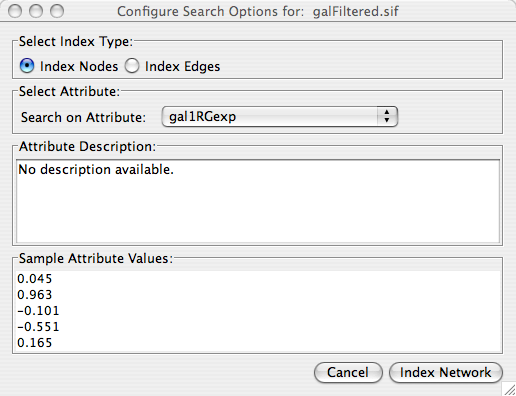 Configure Search Options for: galFiltered.sif
Select Index Type:
Index Nodes Index Edges
Select Attribute:
Search on Attribute: gal1RGexp
Attribute Description:
No description available.
Sample Attribute Values:
0.045
0.963
-0.101
-0.551
0.165
Cancel Index Network